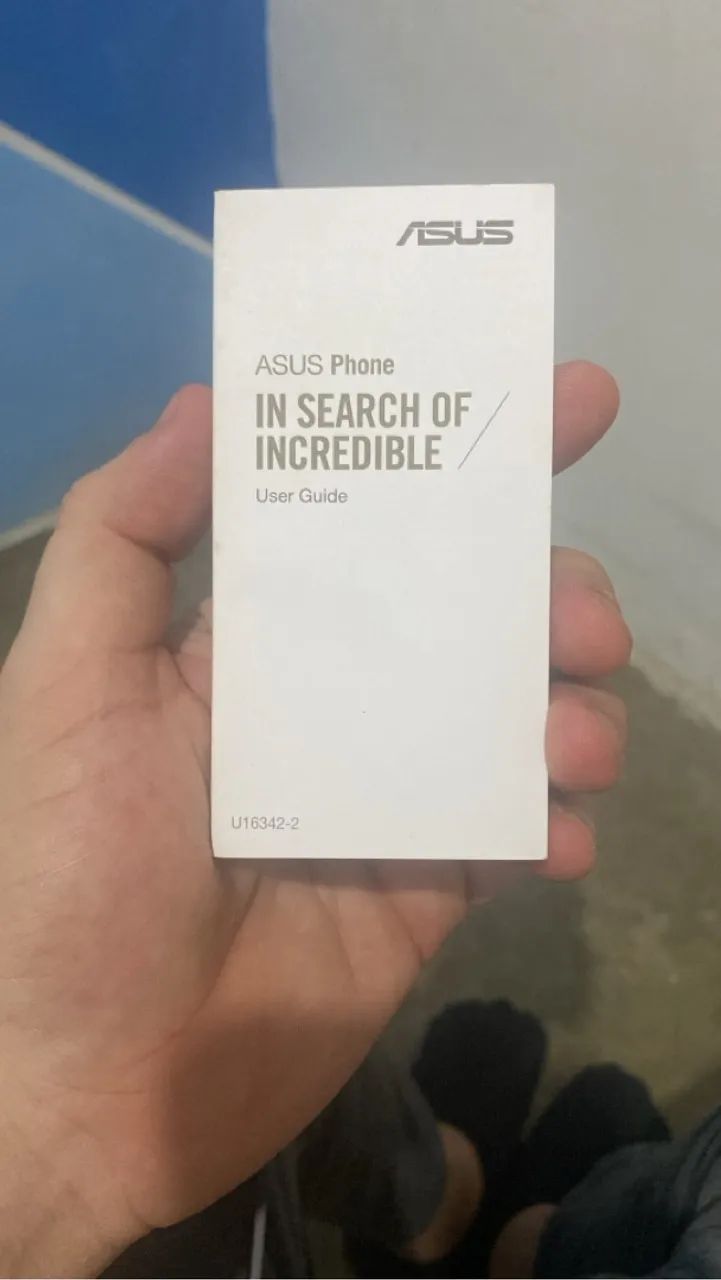 ASUS
ASUS Phone
IN SEARCH OF
INCREDIBLE
User Guide
U16342-2